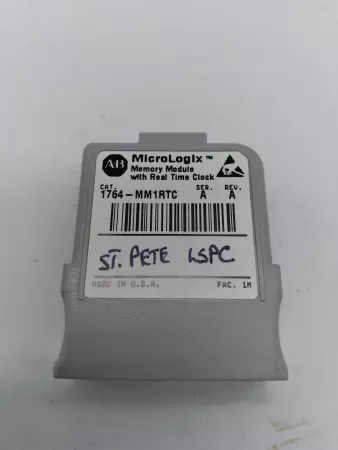 AB MicroLogix™
Memory Module
with Real Time Clock
CAT. SER. REV.
1764-MM1RTC A A
ST. PETE LSPC
MADE IN U.S.A. FAC. 1M